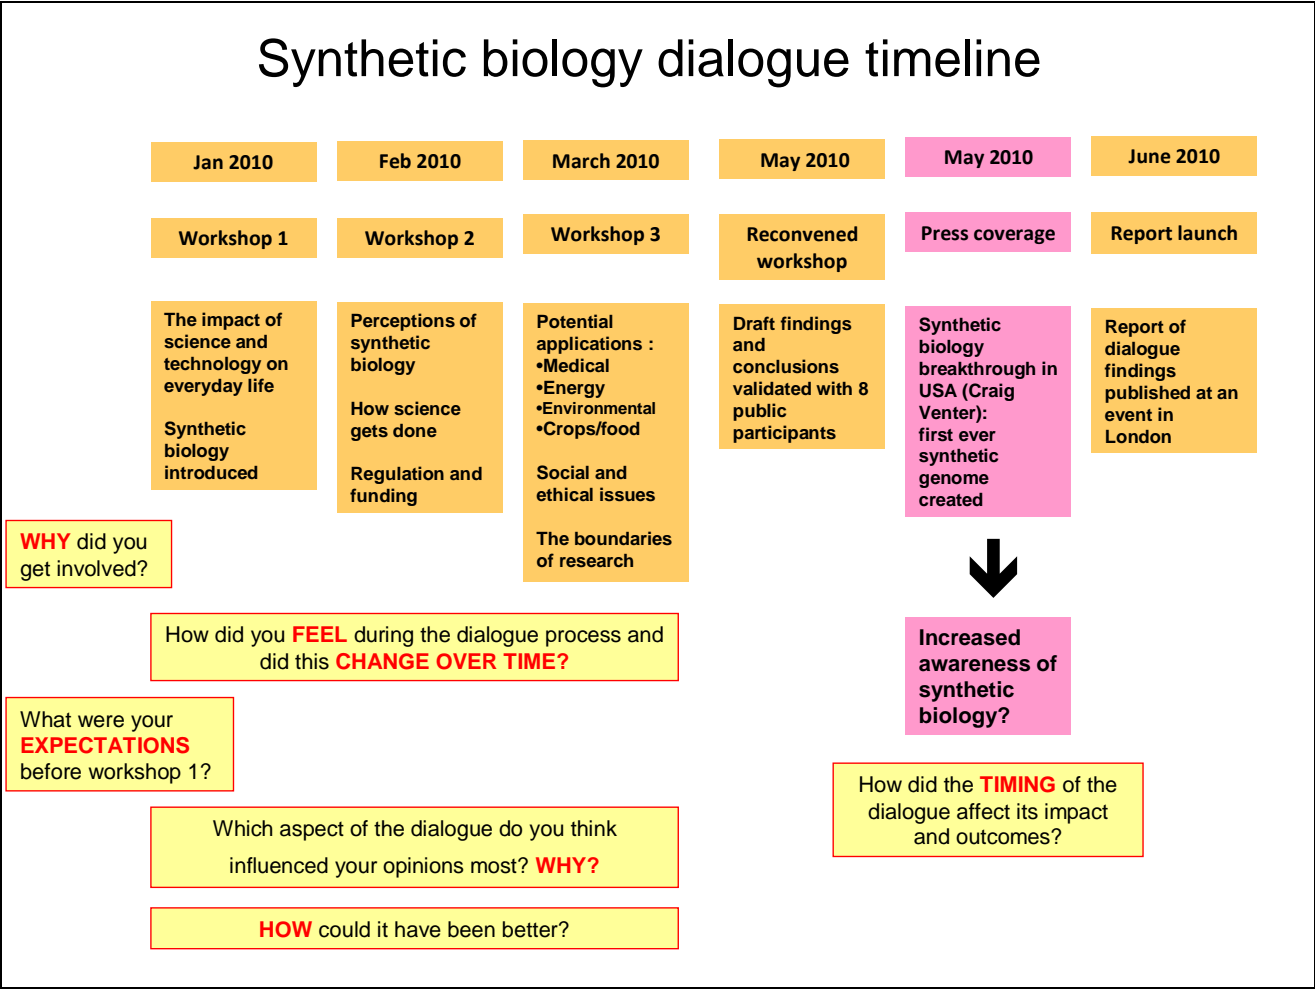 Synthetic biology dialogue timeline
Jan 2010
Feb 2010
March 2010
May 2010
May 2010
June 2010
Workshop 1
Workshop 2
Workshop 3
Reconvened
workshop
Press coverage
Report launch
The impact of
science and
technology on
everyday life
Synthetic
biology
introduced
Perceptions of
synthetic
biology
How science
gets done
Regulation and
funding
Potential
applications :
•Medical
•Energy
•Environmental
•Crops/food
Social and
ethical issues
The boundaries
of research
Draft findings
and
conclusions
validated with 8
public
participants
Synthetic
biology
breakthrough in
USA (Craig
Venter):
first ever
synthetic
genome
created
Report of
dialogue
findings
published at an
event in
London
WHY did you
get involved?
How did you FEEL during the dialogue process and
did this CHANGE OVER TIME?
Increased
awareness of
synthetic
biology?
What were your
EXPECTATIONS
before workshop 1?
How did the TIMING of the
dialogue affect its impact
and outcomes?
Which aspect of the dialogue do you think
influenced your opinions most? WHY?
HOW could it have been better?